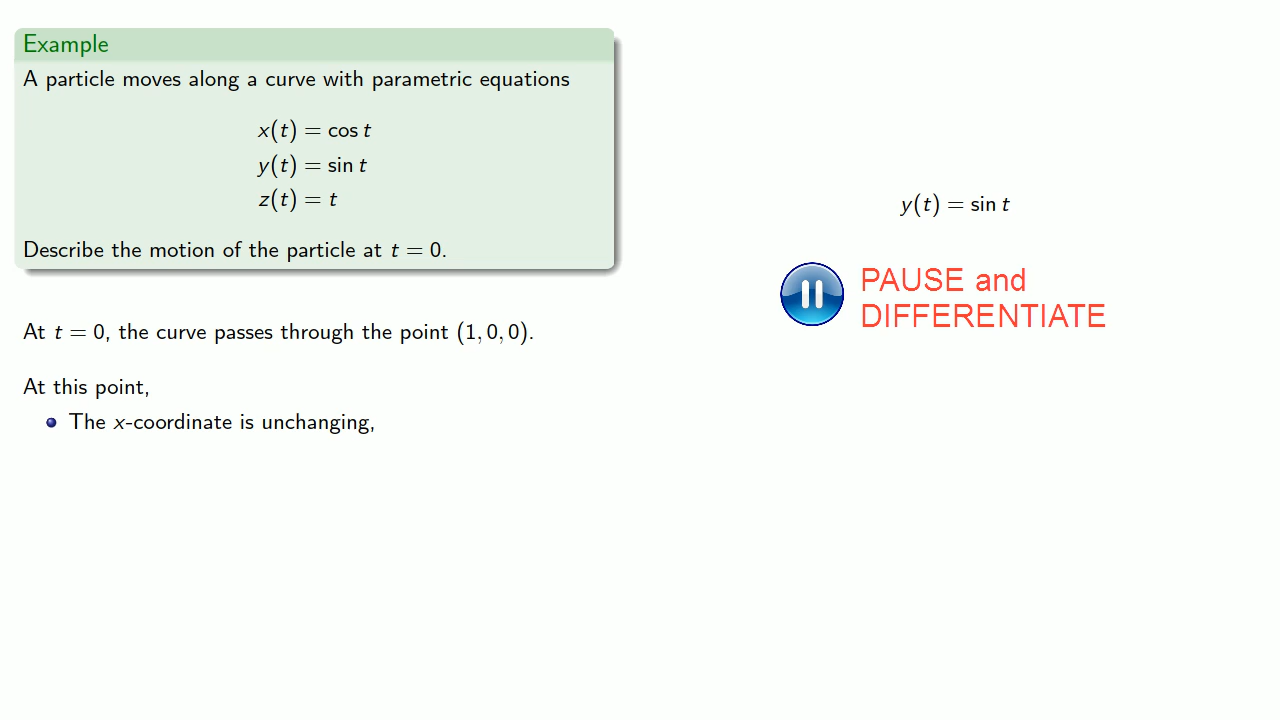 Example
A particle moves along a curve with parametric equations
x(t) = cos t
y(t) = sin t
z(t) = t
Describe the motion of the particle at t = 0.
At t = 0, the curve passes through the point (1, 0, 0).
At this point,
The x-coordinate is unchanging,
y(t) = sin t
PAUSE and
DIFFERENTIATE